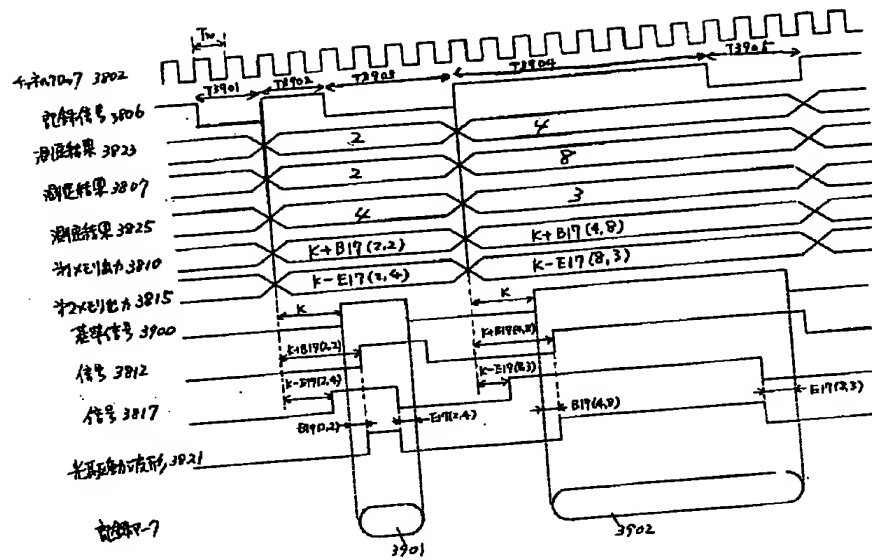 Tw
チャネルクロック 3802
T3901 T3902 T3903 T3904 T3905
記録信号 3806
測定結果 3823 2 4
測定結果 3807 2 8
測定結果 3825 4 3
第1メモリ出力 3810 K+B17(2,2) K+B17(4,8)
第2メモリ出力 3815 K-E17(2,4) K-E17(8,3)
基準信号 3900 K K
信号 3812 K+B17(2,2) K+B17(4,8)
信号 3817 K-E17(2,4) K-E17(8,3)
B17(2,2) E17(2,4) B17(4,8) E17(8,3)
光駆動波形 3821
記録マーク 3901 3902